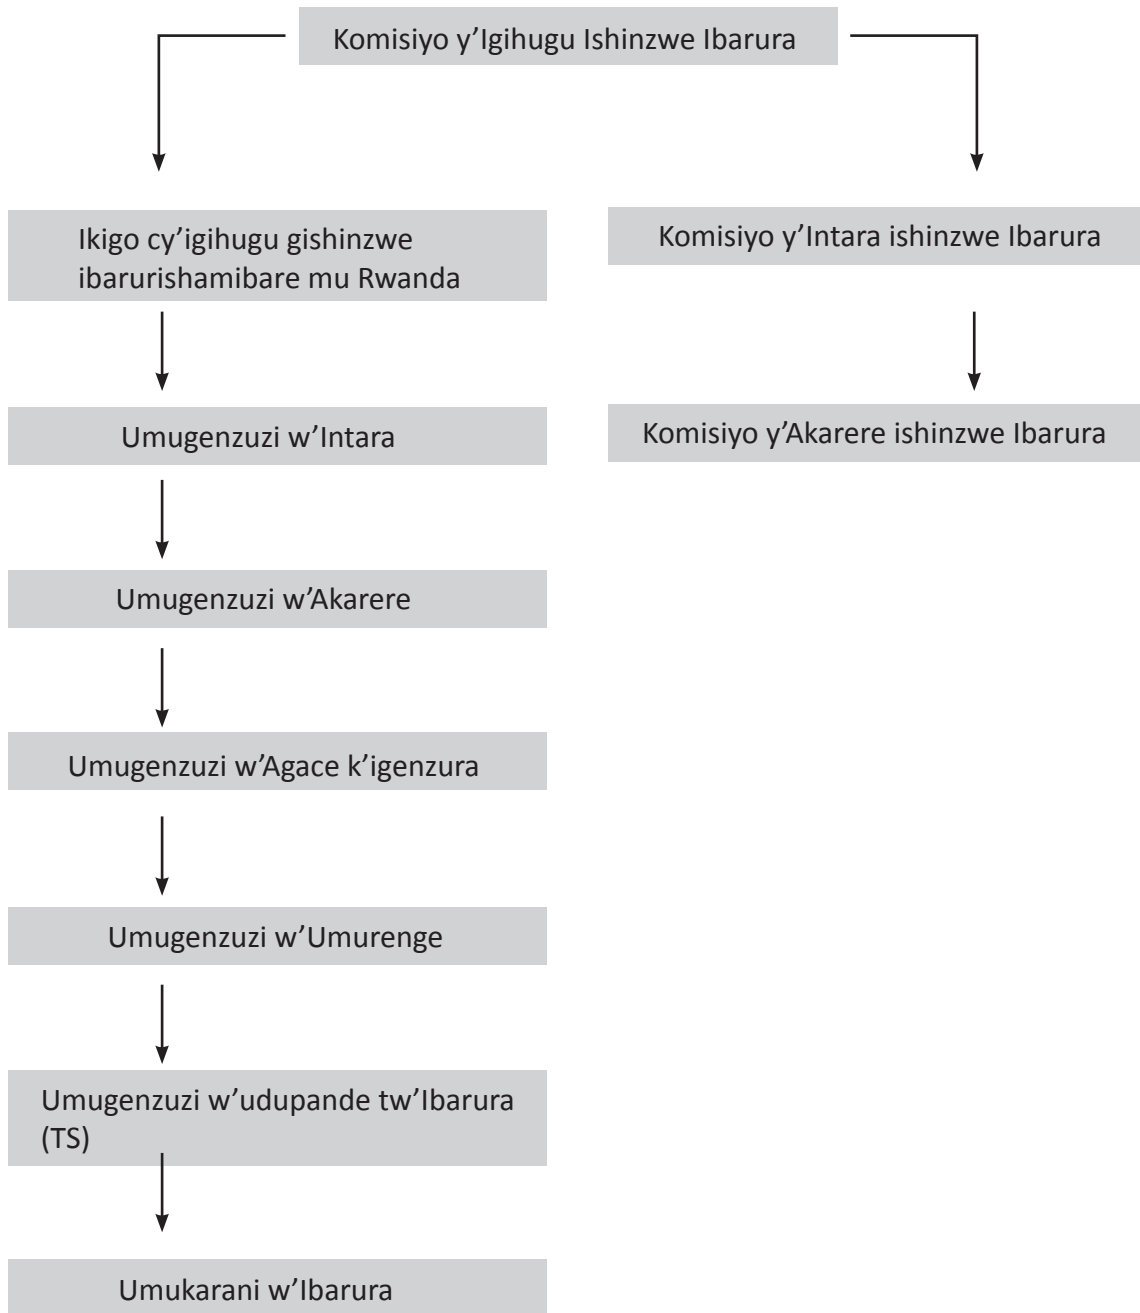 Komisiyo y’Igihugu Ishinzwe Ibarura
Ikigo cy’igihugu gishinzwe
ibarurishamibare mu Rwanda
Komisiyo y’Intara ishinzwe Ibarura
Umugenzuzi w’Intara
Komisiyo y’Akarere ishinzwe Ibarura
Umugenzuzi w’Akarere
Umugenzuzi w’Agace k’igenzura
Umugenzuzi w’Umurenge
Umugenzuzi w’udupande tw’Ibarura
(TS)
Umukarani w’Ibarura